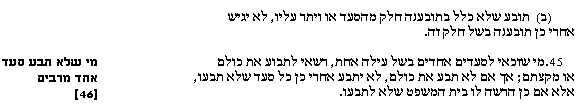 (ב) תובע שלא כלל בתובענה חלק מהסעד או ויתר עליו, לא יגיש
אחרי כן תובענה בשל חלק זה.
45. מי שזכאי לסעדים אחדים בשל עילה אחת, רשאי לתבוע את כולם
או מקצתם; אך אם לא תבע את כולם, לא יתבע אחרי כן כל סעד שלא תבעו,
אלא אם כן הרשה לו בית המשפט שלא לתבעו.
מי שלא תבע סעד
אחד מרבים
[46]